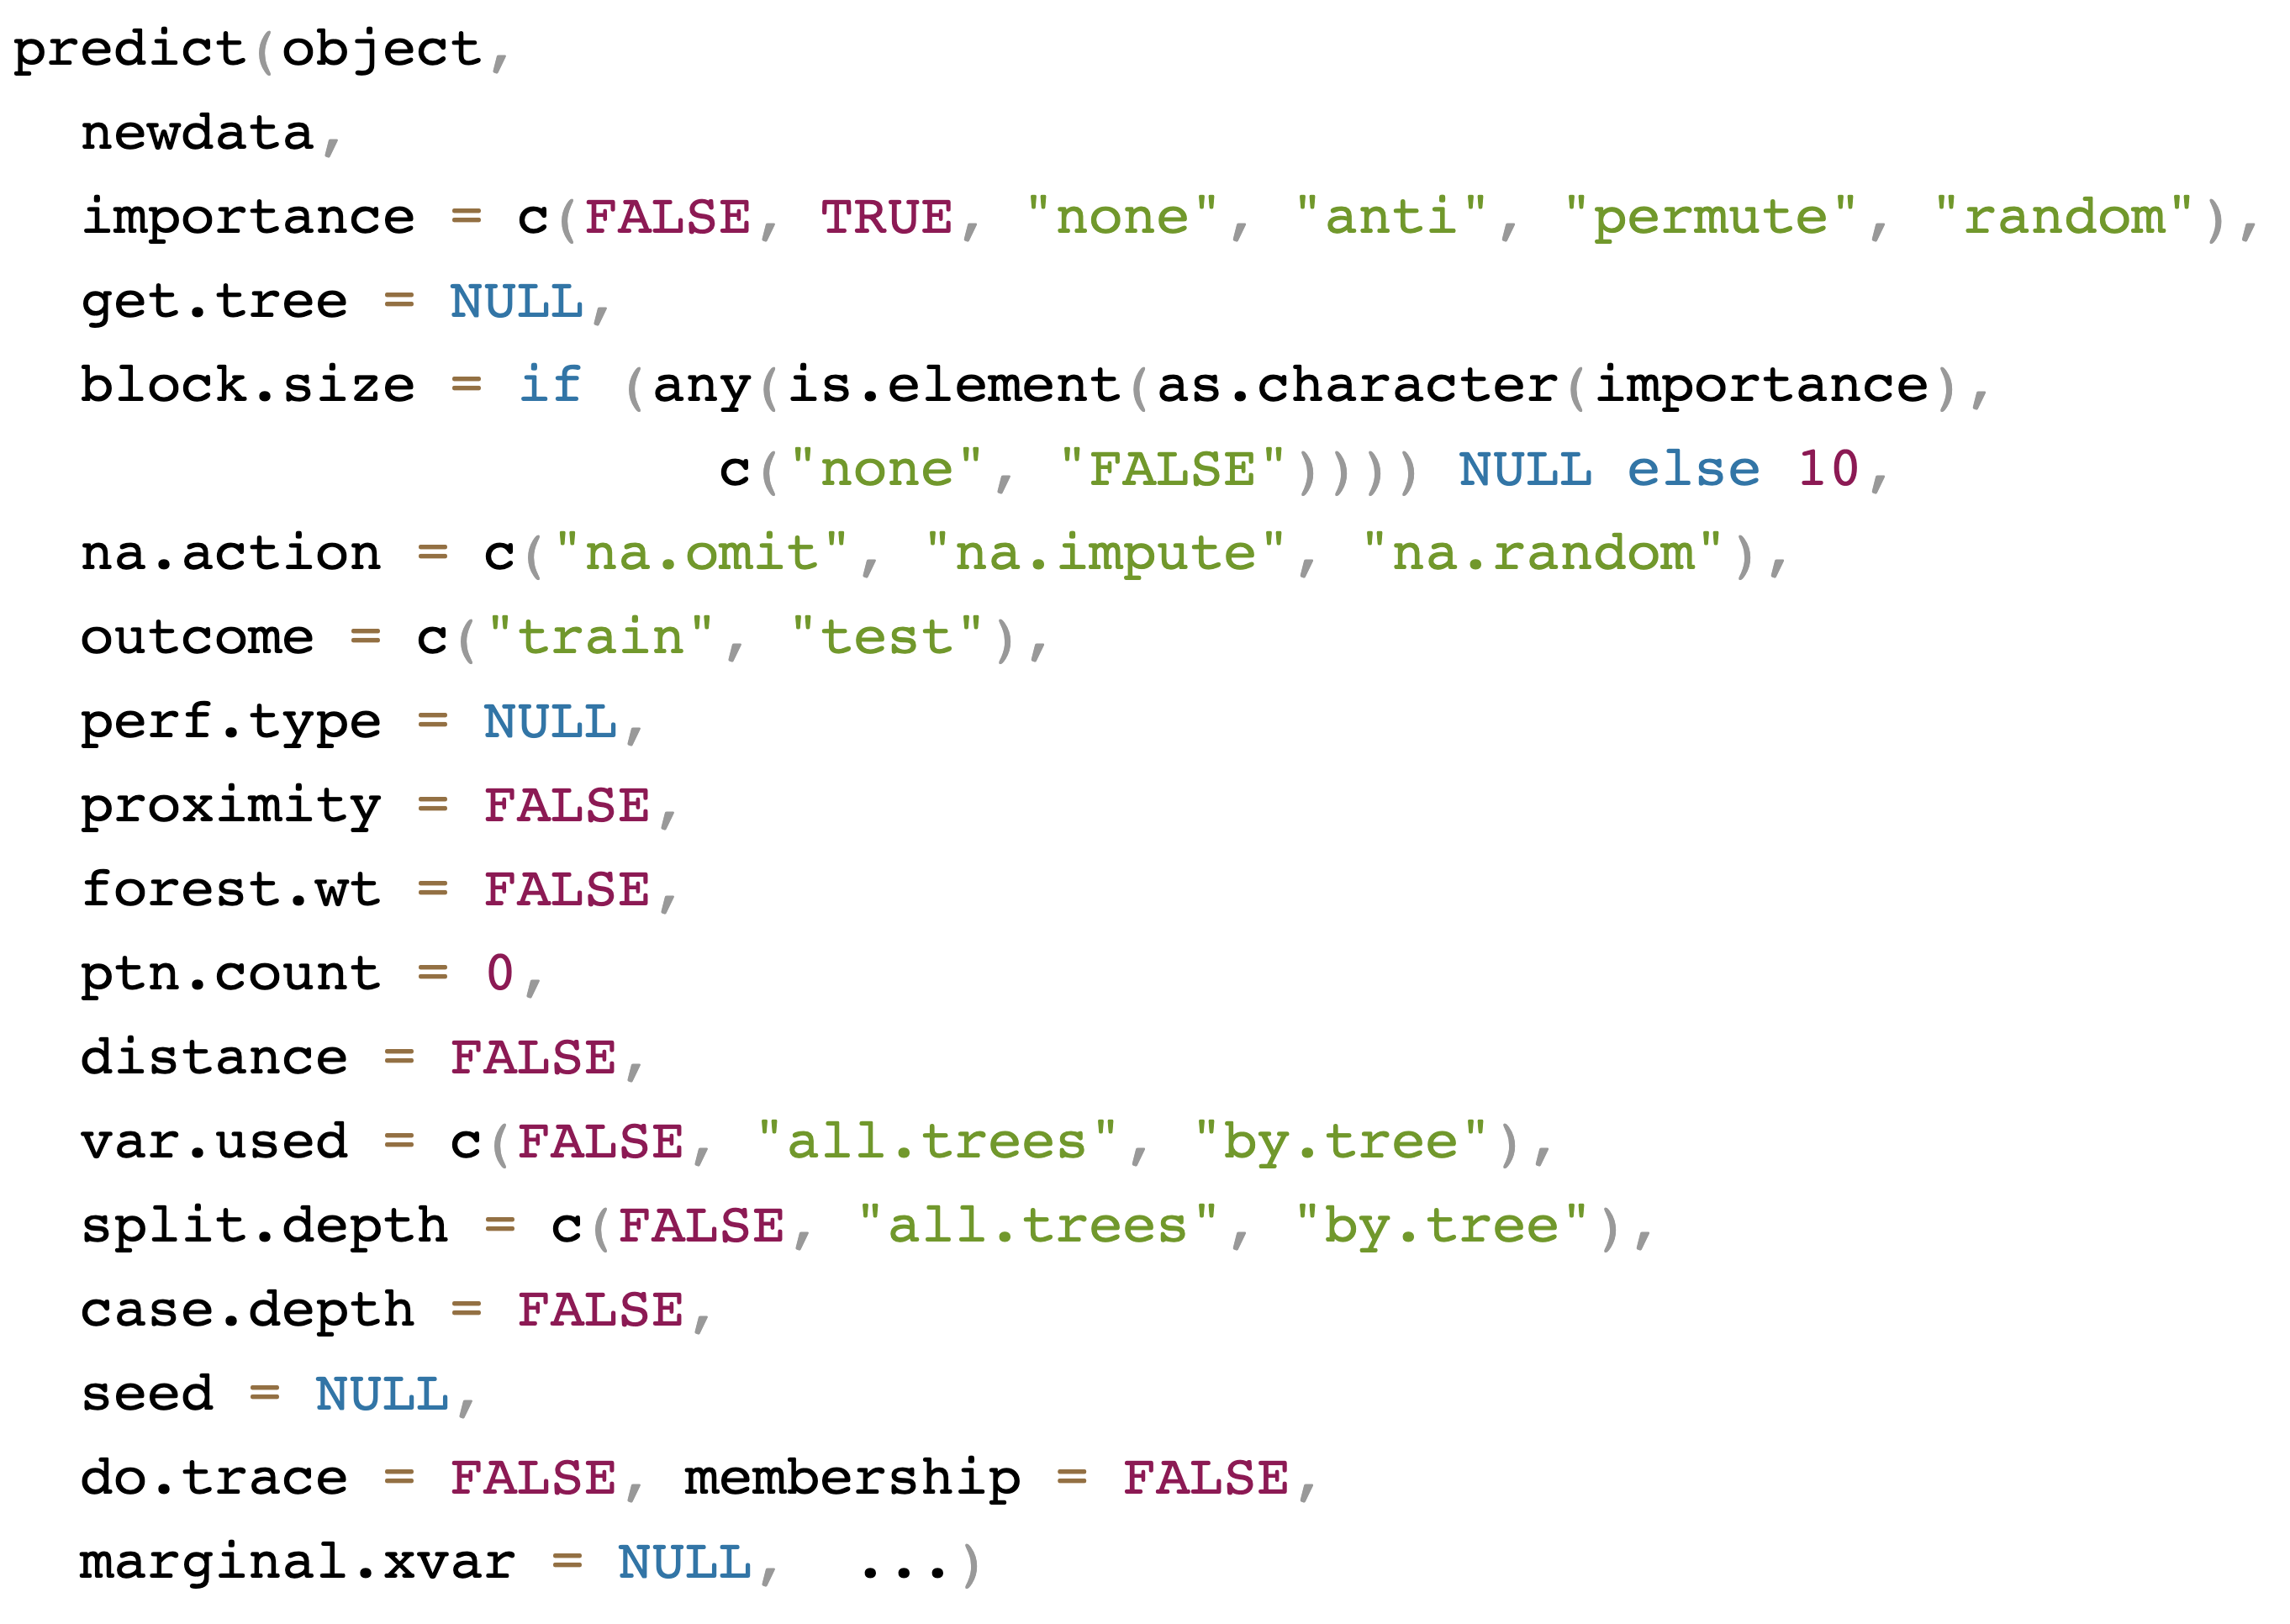 predict(object,
  newdata,
  importance = c(FALSE, TRUE, "none", "anti", "permute", "random"),
  get.tree = NULL,
  block.size = if (any(is.element(as.character(importance),
                     c("none", "FALSE")))) NULL else 10,
  na.action = c("na.omit", "na.impute", "na.random"),
  outcome = c("train", "test"),
  perf.type = NULL,
  proximity = FALSE,
  forest.wt = FALSE,
  ptn.count = 0,
  distance = FALSE,
  var.used = c(FALSE, "all.trees", "by.tree"),
  split.depth = c(FALSE, "all.trees", "by.tree"),
  case.depth = FALSE,
  seed = NULL,
  do.trace = FALSE, membership = FALSE,
  marginal.xvar = NULL,  ...)